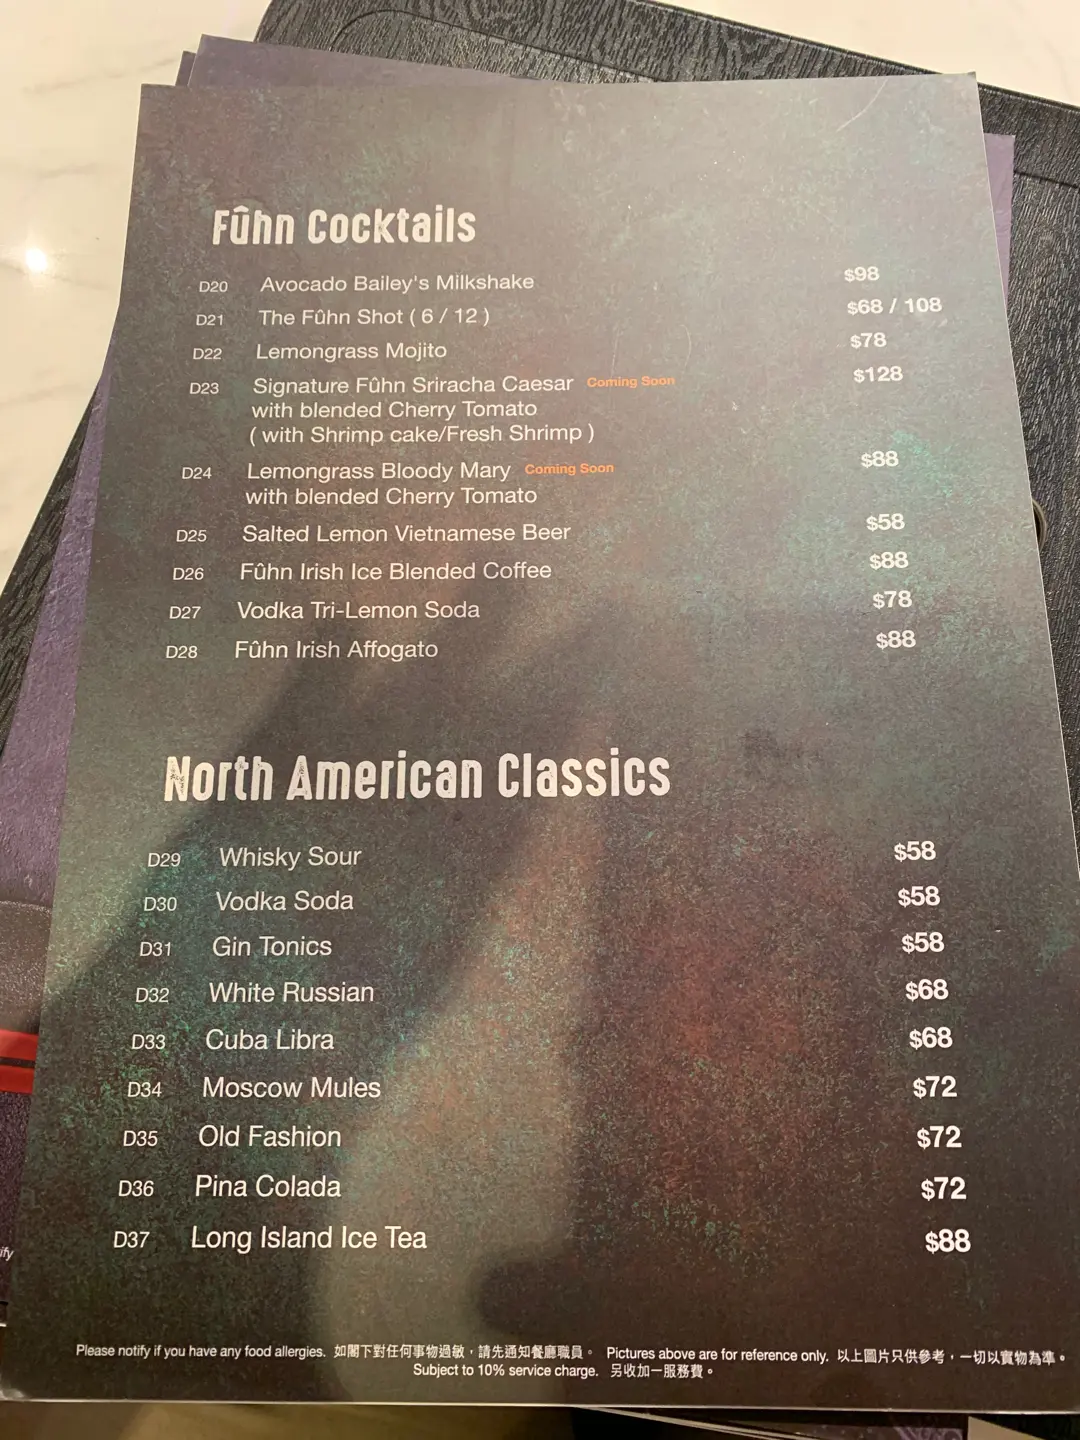 Fûhn Cocktails
D20 Avocado Bailey's Milkshake $98
D21 The Fûhn Shot ( 6 / 12 ) $68 / 108
D22 Lemongrass Mojito $78
D23 Signature Fûhn Sriracha Caesar Coming Soon $128
with blended Cherry Tomato
( with Shrimp cake/Fresh Shrimp )
D24 Lemongrass Bloody Mary Coming Soon $88
with blended Cherry Tomato
D25 Salted Lemon Vietnamese Beer $58
D26 Fûhn Irish Ice Blended Coffee $88
D27 Vodka Tri-Lemon Soda $78
D28 Fûhn Irish Affogato $88
North American Classics
D29 Whisky Sour $58
D30 Vodka Soda $58
D31 Gin Tonics $58
D32 White Russian $68
D33 Cuba Libra $68
D34 Moscow Mules $72
D35 Old Fashion $72
D36 Pina Colada $72
D37 Long Island Ice Tea $88
Please notify if you have any food allergies. 如閣下對任何事物過敏，請先通知餐廳職員。 Pictures above are for reference only. 以上圖片只供參考，一切以實物為準。
Subject to 10% service charge. 另收加一服務費。